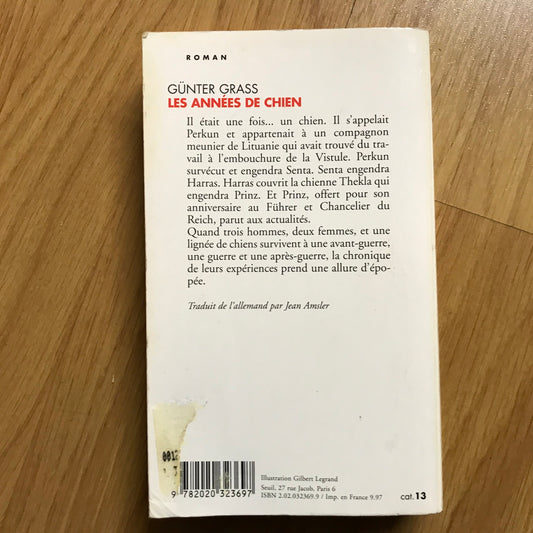 ROMAN
GÜNTER GRASS
LES ANNÉES DE CHIEN
Il était une fois... un chien. Il s'appelait
Perkun et appartenait à un compagnon
meunier de Lituanie qui avait trouvé du tra-
vail à l'embouchure de la Vistule. Perkun
survécut et engendra Senta. Senta engendra
Harras. Harras couvrit la chienne Thekla qui
engendra Prinz. Et Prinz, offert pour son
anniversaire au Führer et Chancelier du
Reich, parut aux actualités.
Quand trois hommes, deux femmes, et une
lignée de chiens survivent à une avant-guerre,
une guerre et une après-guerre, la chronique
de leurs expériences prend une allure d'épo-
pée.
Traduit de l'allemand par Jean Amsler
0012
9 782020 323697
Illustration Gilbert Legrand
Seuil, 27 rue Jacob, Paris 6
ISBN 2.02.032369.9 / Imp. en France 9.97
cat. 13